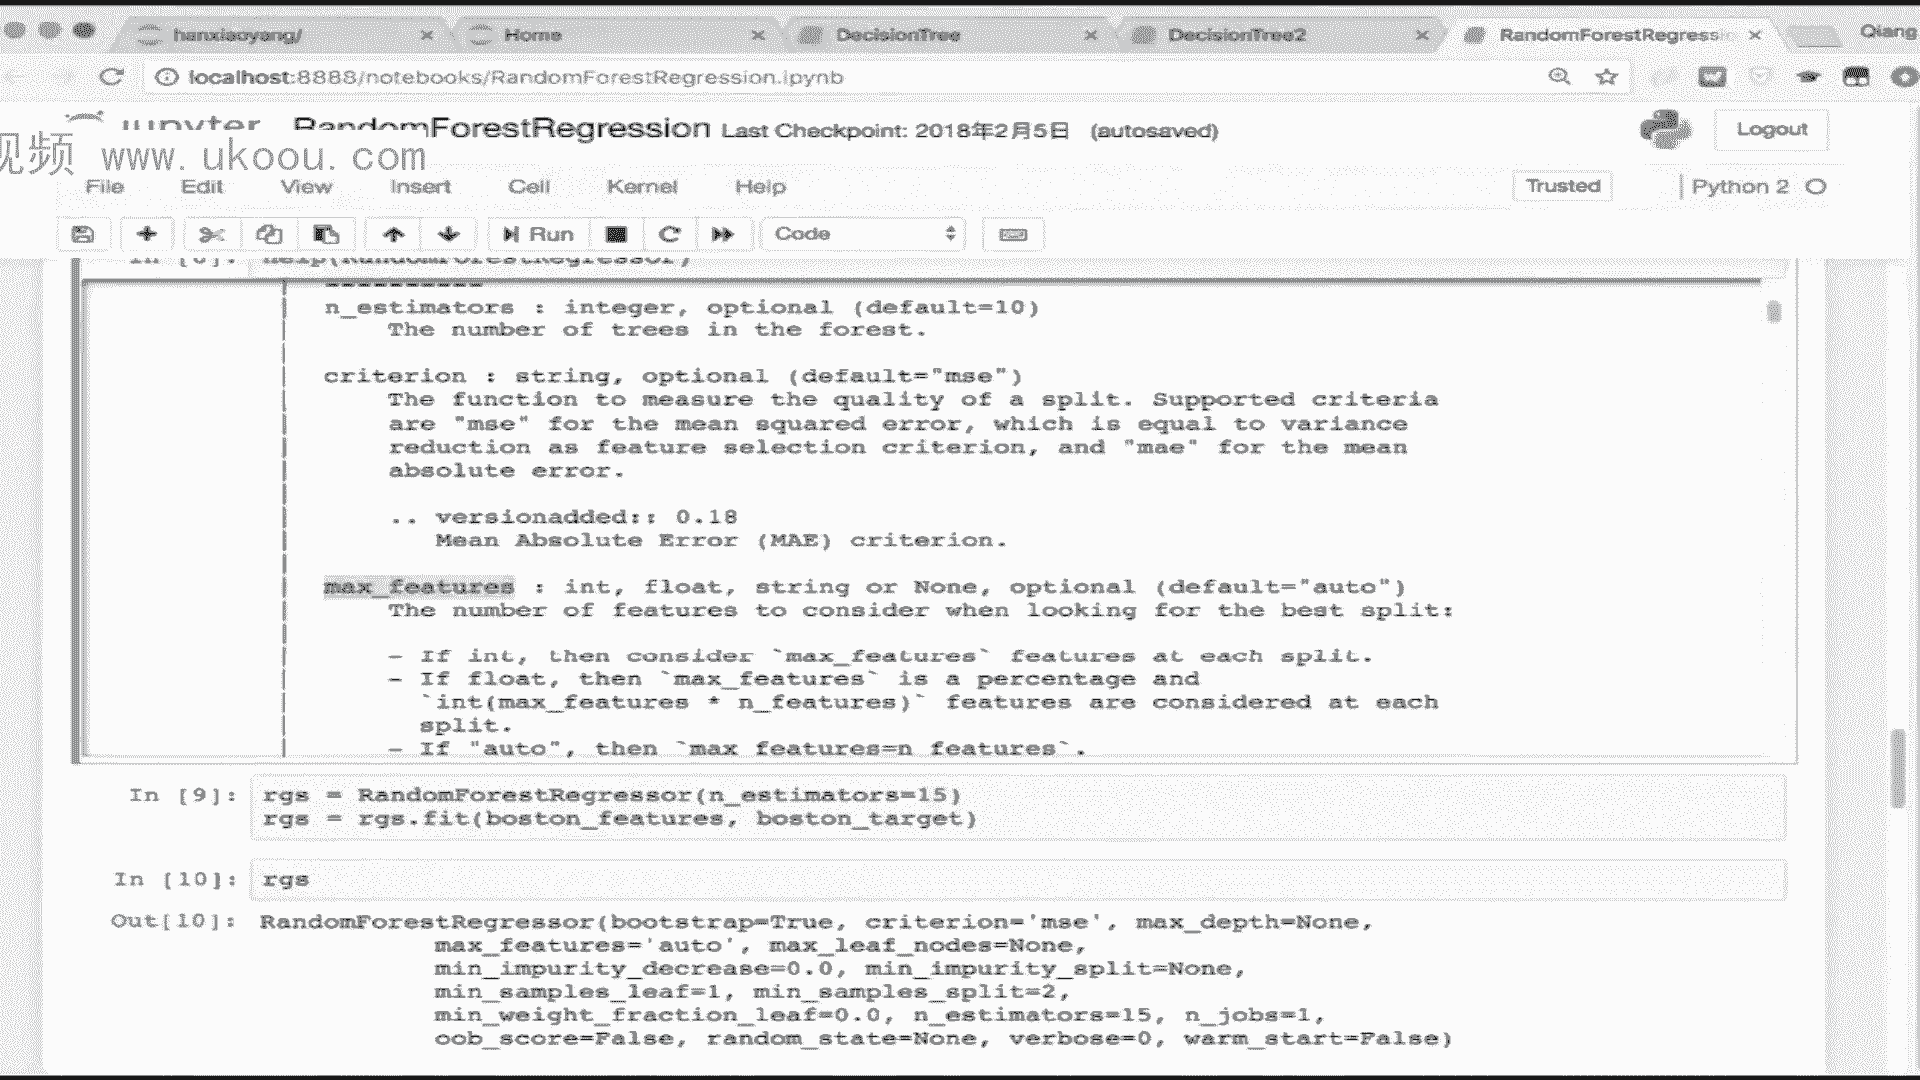 hanxiaoyang/
Home
DecisionTree
DecisionTree2
RandomForestRegressi
Qiang
localhost:8888/notebooks/RandomForestRegression.ipynb
jupyter RandomForestRegression Last Checkpoint: 2018年2月5日 (autosaved)
Logout
视频 www.ukoou.com
File Edit View Insert Cell Kernel Help
Trusted
Python 2
Run
Code
In [6]: help(RandomForestRegressor)
n_estimators : integer, optional (default=10)
The number of trees in the forest.
criterion : string, optional (default="mse")
The function to measure the quality of a split. Supported criteria
are "mse" for the mean squared error, which is equal to variance
reduction as feature selection criterion, and "mae" for the mean
absolute error.
.. versionadded:: 0.18
Mean Absolute Error (MAE) criterion.
max_features : int, float, string or None, optional (default="auto")
The number of features to consider when looking for the best split:
- If int, then consider `max_features` features at each split.
- If float, then `max_features` is a percentage and
`int(max_features * n_features)` features are considered at each
split.
- If "auto", then `max_features=n_features`.
In [9]: rgs = RandomForestRegressor(n_estimators=15)
rgs = rgs.fit(boston_features, boston_target)
In [10]: rgs
Out[10]: RandomForestRegressor(bootstrap=True, criterion='mse', max_depth=None,
max_features='auto', max_leaf_nodes=None,
min_impurity_decrease=0.0, min_impurity_split=None,
min_samples_leaf=1, min_samples_split=2,
min_weight_fraction_leaf=0.0, n_estimators=15, n_jobs=1,
oob_score=False, random_state=None, verbose=0, warm_start=False)